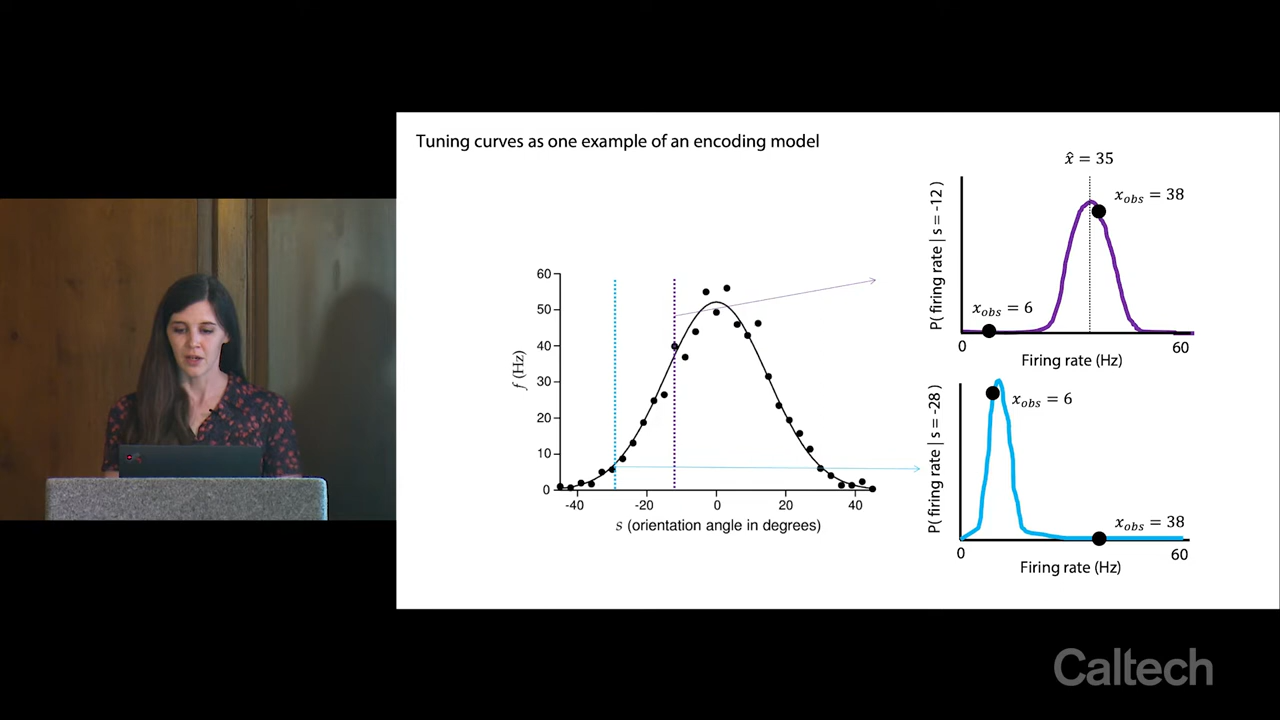 Tuning curves as one example of an encoding model
60
50
40
30
20
10
0
f (Hz)
-40 -20 0 20 40
s (orientation angle in degrees)
x̂ = 35
x_obs = 38
x_obs = 6
P( firing rate | s = -12 )
0 60
Firing rate (Hz)
x_obs = 6
x_obs = 38
P( firing rate | s = -28)
0 60
Firing rate (Hz)
Caltech